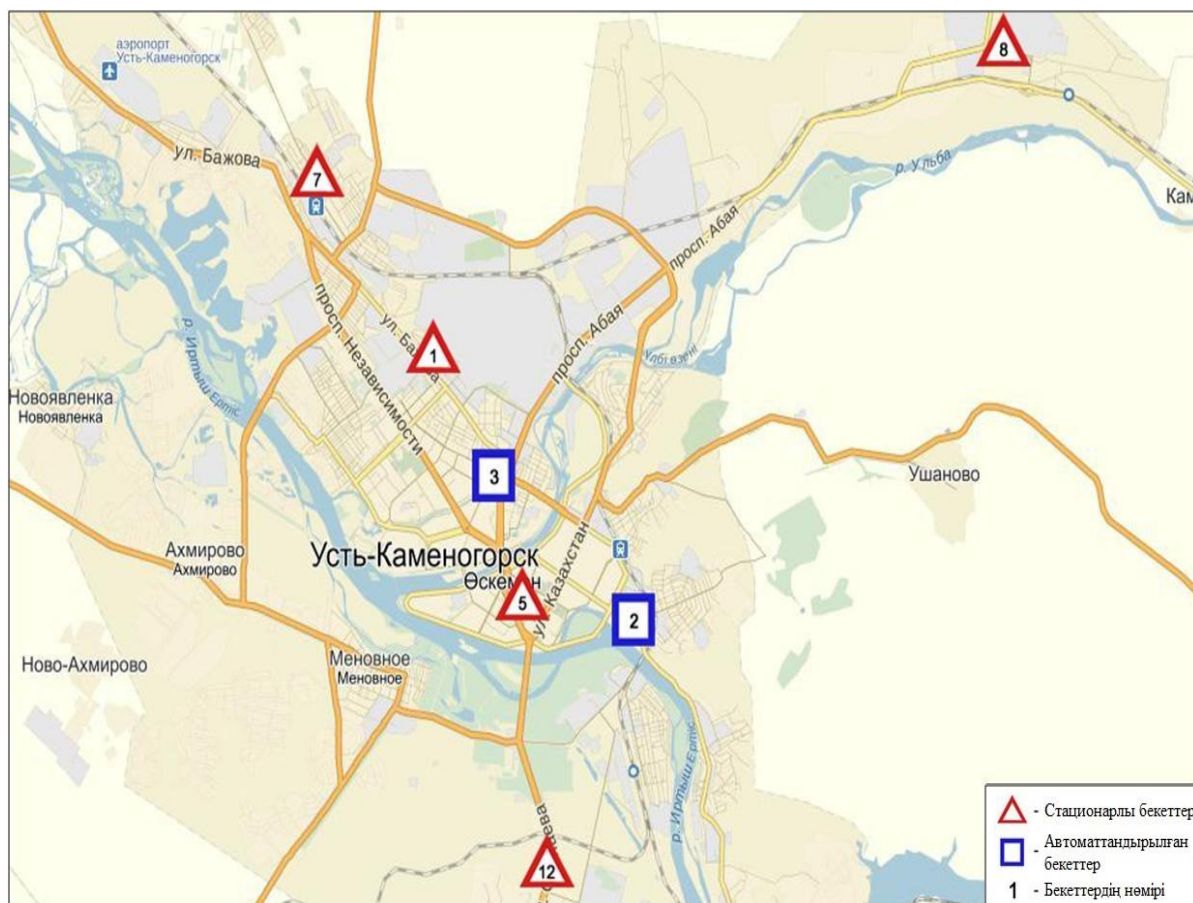 аэропорт
Усть-Каменогорск
8
ул. Бажова
7
р. Ульба
Кам
просп. Абая
просп. Независимости
ул. Ба
ва
1
просп. Абая
Үлбі өзені
р. Иртыш Ертіс
Новоявленка
Новоявленка
3
Ушаново
Ахмирово
Ахмирово
Усть-Каменогорск
Өскемен
ул. Казахстан
5
2
Ново-Ахмирово
Меновное
Меновное
р. Иртыш Ертіс
12
- Стационарлы бекеттер
- Автоматтандырылған
бекеттер
1 - Бекеттердің нөмірі